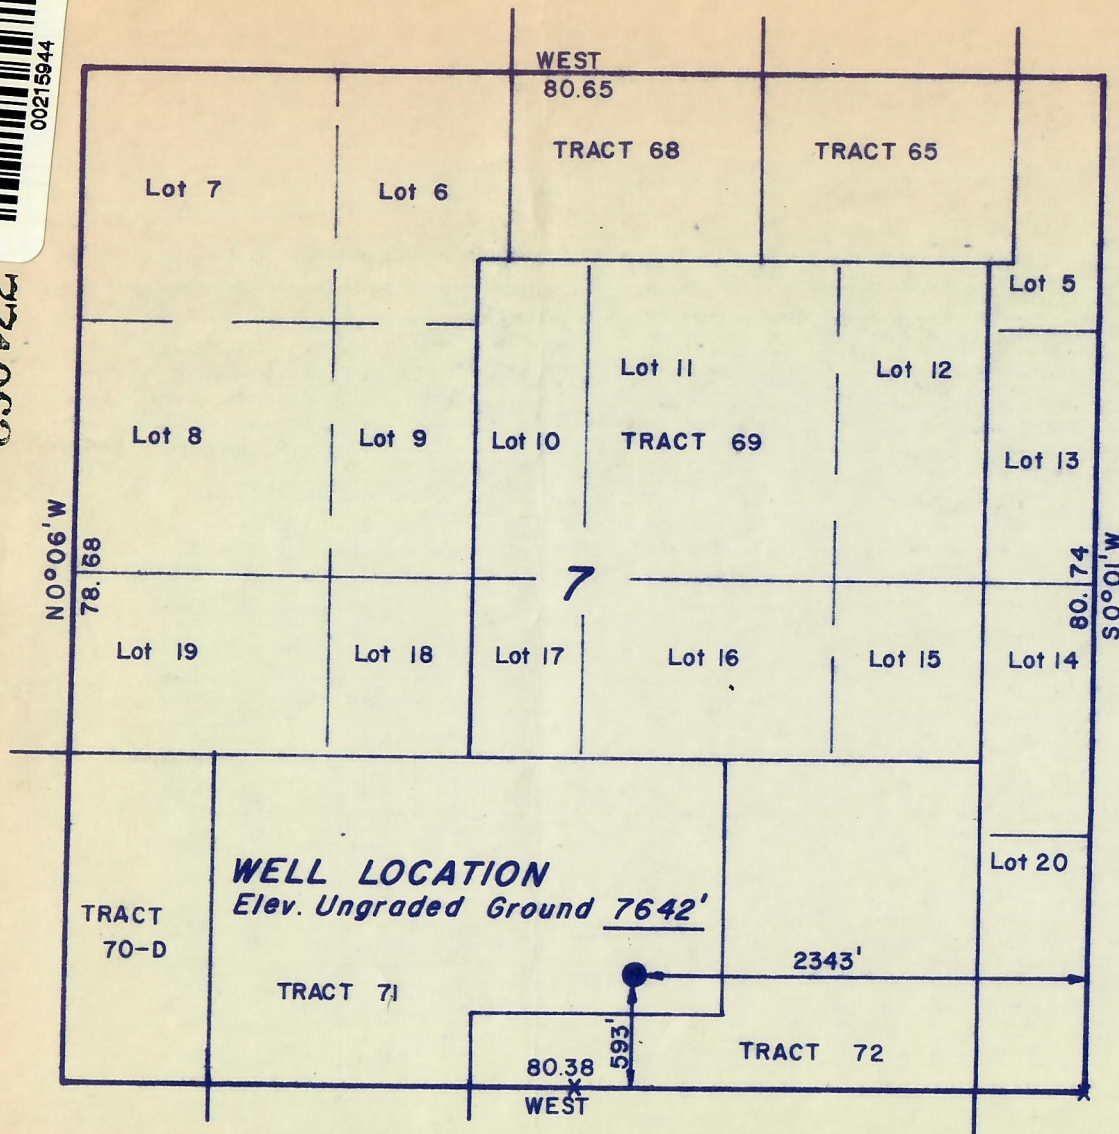 00215944
WEST
80.65
TRACT 68
TRACT 65
Lot 7
Lot 6
Lot 5
Lot 11
Lot 12
Lot 8
Lot 9
Lot 10
TRACT 69
Lot 13
N0°06'W
78.68
7
80.74
S0°01'W
Lot 19
Lot 18
Lot 17
Lot 16
Lot 15
Lot 14
WELL LOCATION
Elev. Ungraded Ground 7642'
Lot 20
TRACT
70-D
2343'
TRACT 71
593'
TRACT 72
80.38
WEST